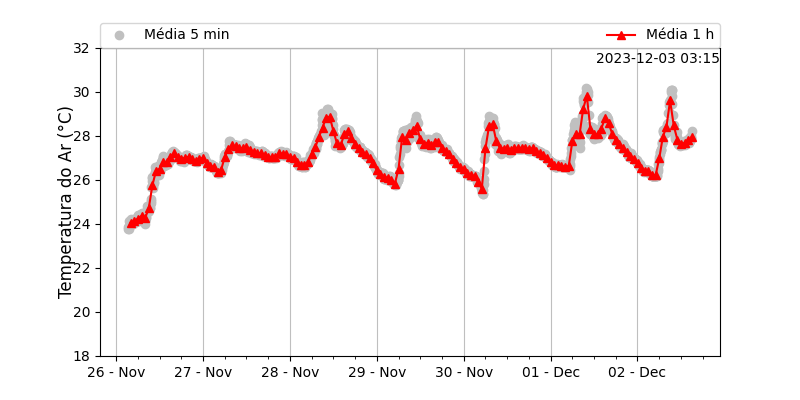 Média 5 min
Média 1 h
2023-12-03 03:15
Temperatura do Ar (°C)
32
30
28
26
24
22
20
18
26 - Nov
27 - Nov
28 - Nov
29 - Nov
30 - Nov
01 - Dec
02 - Dec